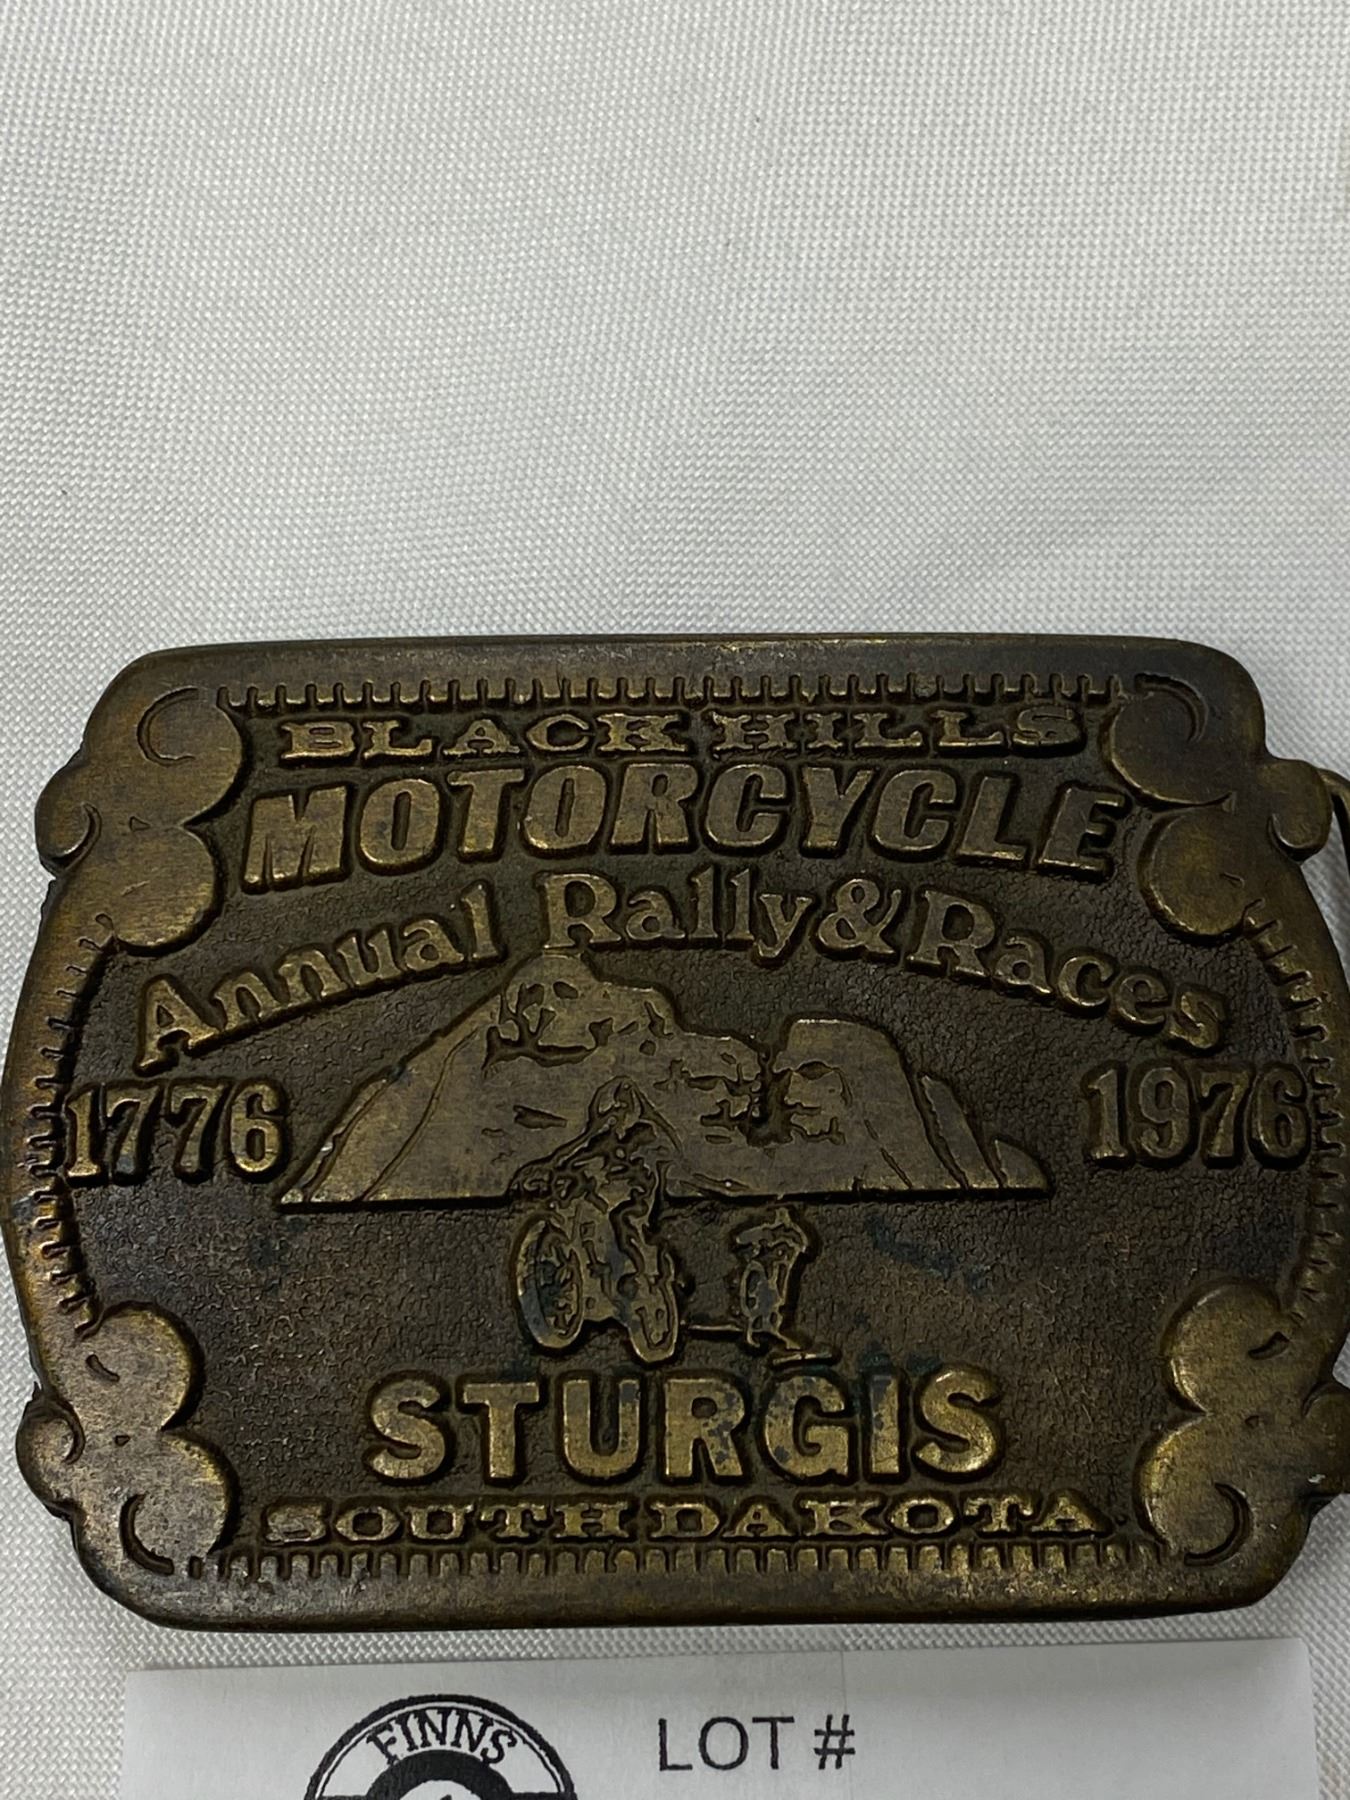 BLACK HILLS
MOTORCYCLE
Annual Rally & Races
1776
1976
STURGIS
SOUTH DAKOTA
FINNS
LOT #